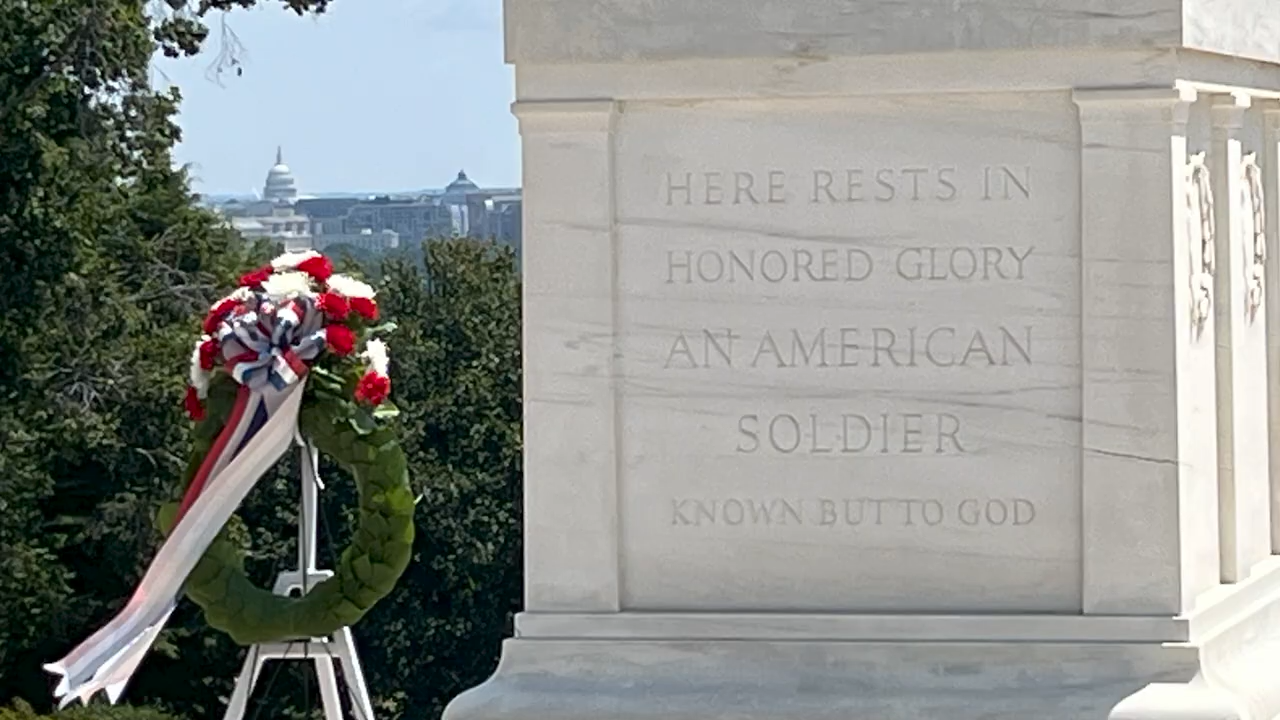 HERE RESTS IN
HONORED GLORY
AN AMERICAN
SOLDIER
KNOWN BUT TO GOD